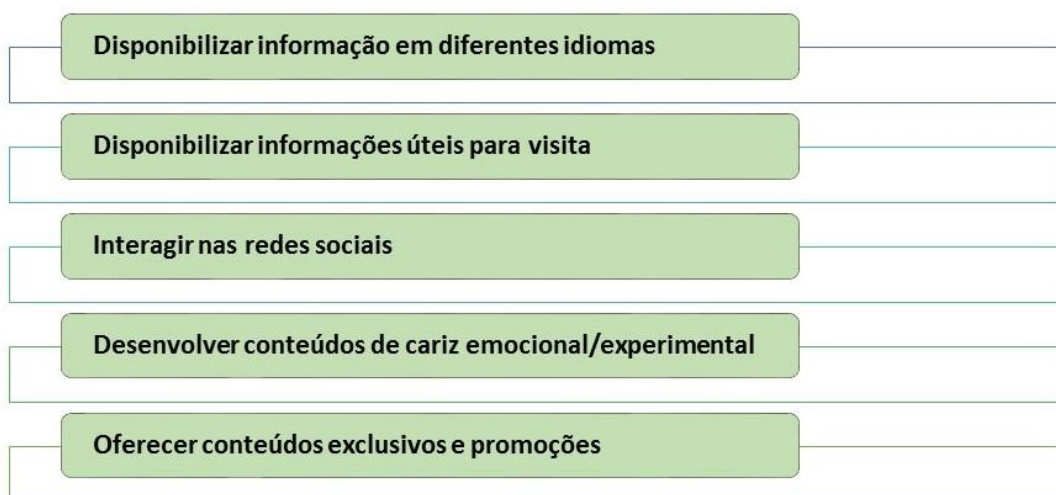 Disponibilizar informação em diferentes idiomas
Disponibilizar informações úteis para visita
Interagir nas redes sociais
Desenvolver conteúdos de cariz emocional/experimental
Oferecer conteúdos exclusivos e promoções